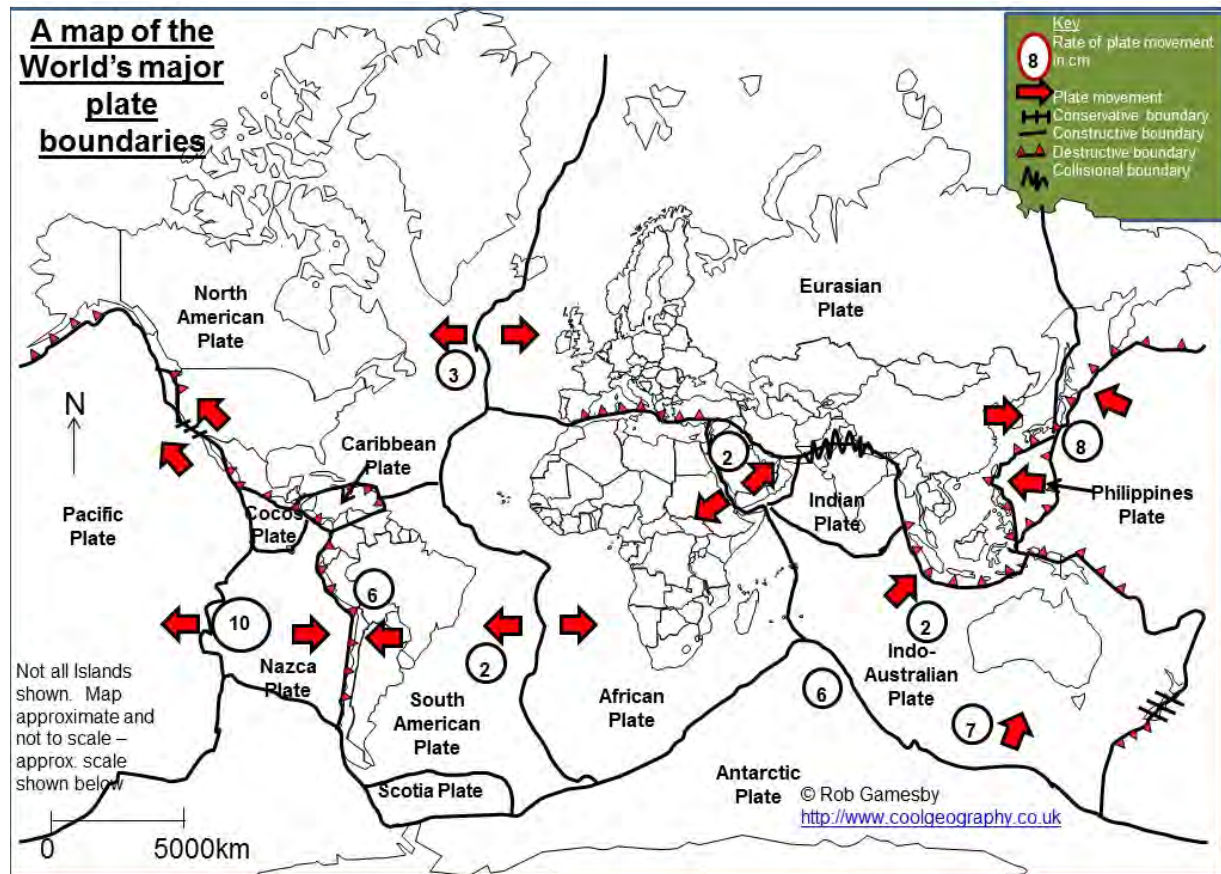 A map of the
World's major
plate
boundaries
Key
Rate of plate movement
in cm
8
Plate movement
Conservative boundary
Constructive boundary
Destructive boundary
Collisional boundary
North
American
Plate
Eurasian
Plate
3
N
Caribbean
Plate
2
8
Pacific
Plate
Cocos
Plate
Indian
Plate
Philippines
Plate
10
6
2
2
Nazca
Plate
South
American
Plate
African
Plate
6
Indo-
Australian
Plate
7
Not all Islands
shown. Map
approximate and
not to scale –
approx. scale
shown below
Scotia Plate
Antarctic
Plate
© Rob Gamesby
http://www.coolgeography.co.uk
0
5000km